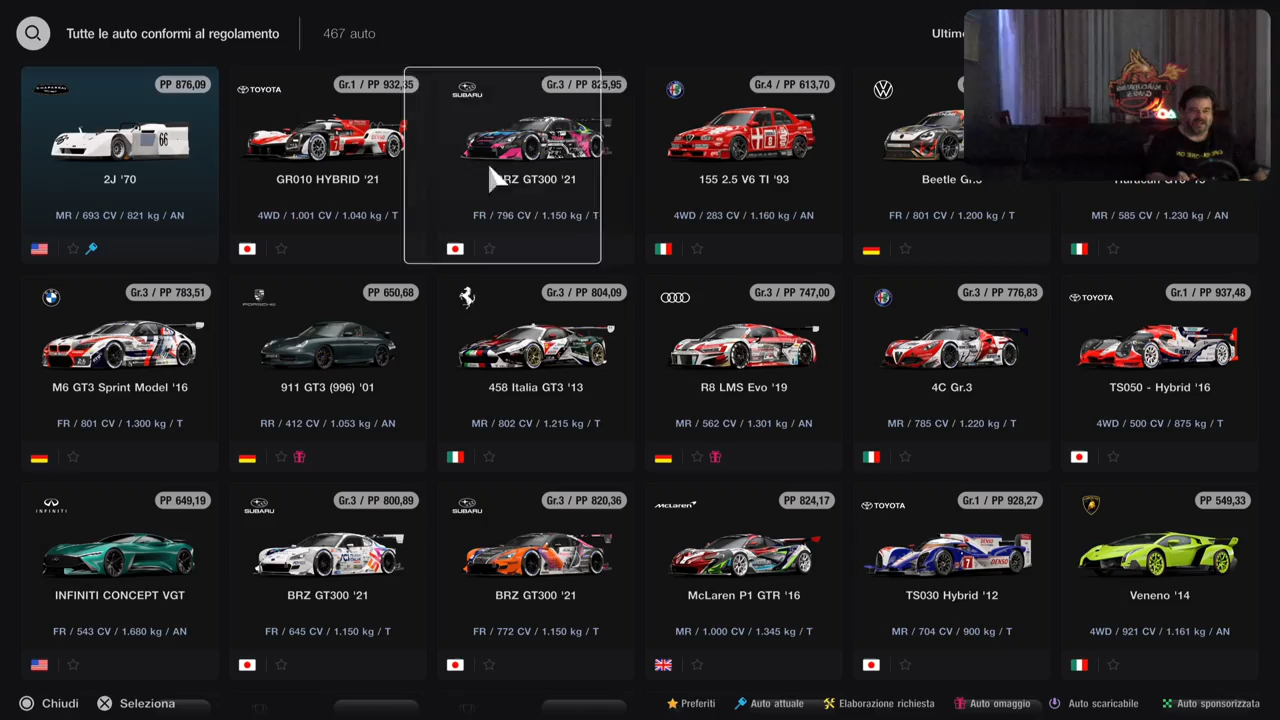 Tutte le auto conformi al regolamento
467 auto
Ultime
PP 876,09
2J '70
MR / 693 CV / 821 kg / AN
TOYOTA
Gr.1 / PP 932,35
GR010 HYBRID '21
4WD / 1.001 CV / 1.040 kg / T
SUBARU
Gr.3 / PP 825,95
BRZ GT300 '21
FR / 796 CV / 1.150 kg / T
Gr.4 / PP 613,70
155 2.5 V6 TI '93
4WD / 283 CV / 1.160 kg / AN
Beetle Gr.3
FR / 801 CV / 1.200 kg / T
MR / 585 CV / 1.230 kg / AN
Gr.3 / PP 783,51
M6 GT3 Sprint Model '16
FR / 801 CV / 1.300 kg / T
PORSCHE
PP 650,68
911 GT3 (996) '01
RR / 412 CV / 1.053 kg / AN
Gr.3 / PP 804,09
458 Italia GT3 '13
MR / 802 CV / 1.215 kg / T
Gr.3 / PP 747,00
R8 LMS Evo '19
MR / 562 CV / 1.301 kg / AN
Gr.3 / PP 776,83
4C Gr.3
MR / 785 CV / 1.220 kg / T
TOYOTA
Gr.1 / PP 937,48
TS050 - Hybrid '16
4WD / 500 CV / 875 kg / T
INFINITI
PP 649,19
INFINITI CONCEPT VGT
FR / 543 CV / 1.680 kg / AN
SUBARU
Gr.3 / PP 800,89
BRZ GT300 '21
FR / 645 CV / 1.150 kg / T
SUBARU
Gr.3 / PP 820,36
BRZ GT300 '21
FR / 772 CV / 1.150 kg / T
McLaren
PP 824,17
McLaren P1 GTR '16
MR / 1.000 CV / 1.345 kg / T
TOYOTA
Gr.1 / PP 928,27
TS030 Hybrid '12
MR / 704 CV / 900 kg / T
PP 549,33
Veneno '14
4WD / 921 CV / 1.161 kg / AN
Chiudi
Seleziona
Preferiti
Auto attuale
Elaborazione richiesta
Auto omaggio
Auto scaricabile
Auto sponsorizzata